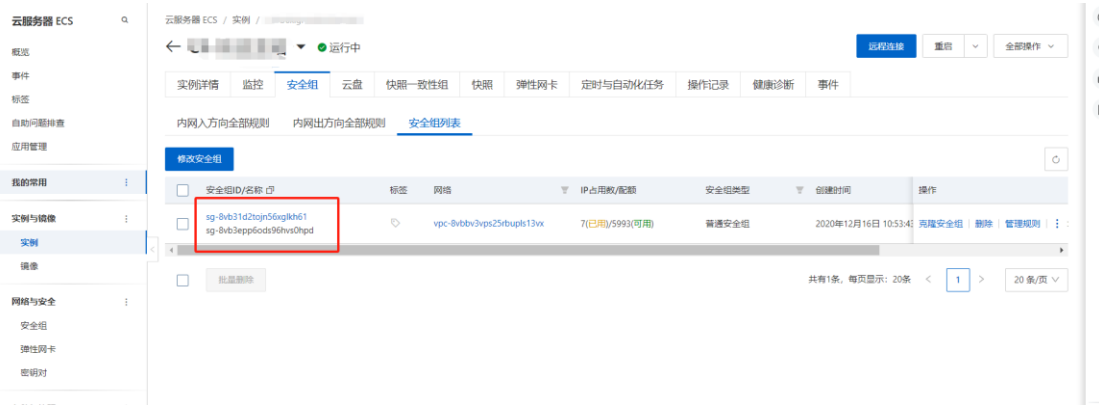 云服务器 ECS
云服务器 ECS / 实例 /
运行中
远程连接
重启
全部操作
概览
事件
标签
自助问题排查
应用管理
我的常用
实例与镜像
实例
镜像
网络与安全
安全组
弹性网卡
密钥对
实例详情 监控 安全组 云盘 快照一致性组 快照 弹性网卡 定时与自动化任务 操作记录 健康诊断 事件
内网入方向全部规则 内网出方向全部规则 安全组列表
修改安全组
安全组ID/名称 标签 网络 IP占用数/配额 安全组类型 创建时间 操作
sg-8vb31d2tojn56xglkh61
sg-8vb3epp6ods96hvs0hpd
vpc-8vbbv3vps25rbupls13vx 7(已用)/5993(可用) 普通安全组 2020年12月16日 10:53:43 克隆安全组 删除 管理规则
批量删除 共有1条，每页显示：20条 < 1 > 20 条/页